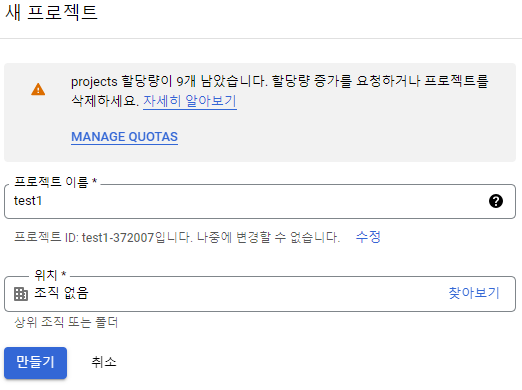 새 프로젝트
projects 할당량이 9개 남았습니다. 할당량 증가를 요청하거나 프로젝트를
삭제하세요. 자세히 알아보기
MANAGE QUOTAS
프로젝트 이름 *
test1
프로젝트 ID: test1-372007입니다. 나중에 변경할 수 없습니다. 수정
위치 *
조직 없음 찾아보기
상위 조직 또는 폴더
만들기 취소